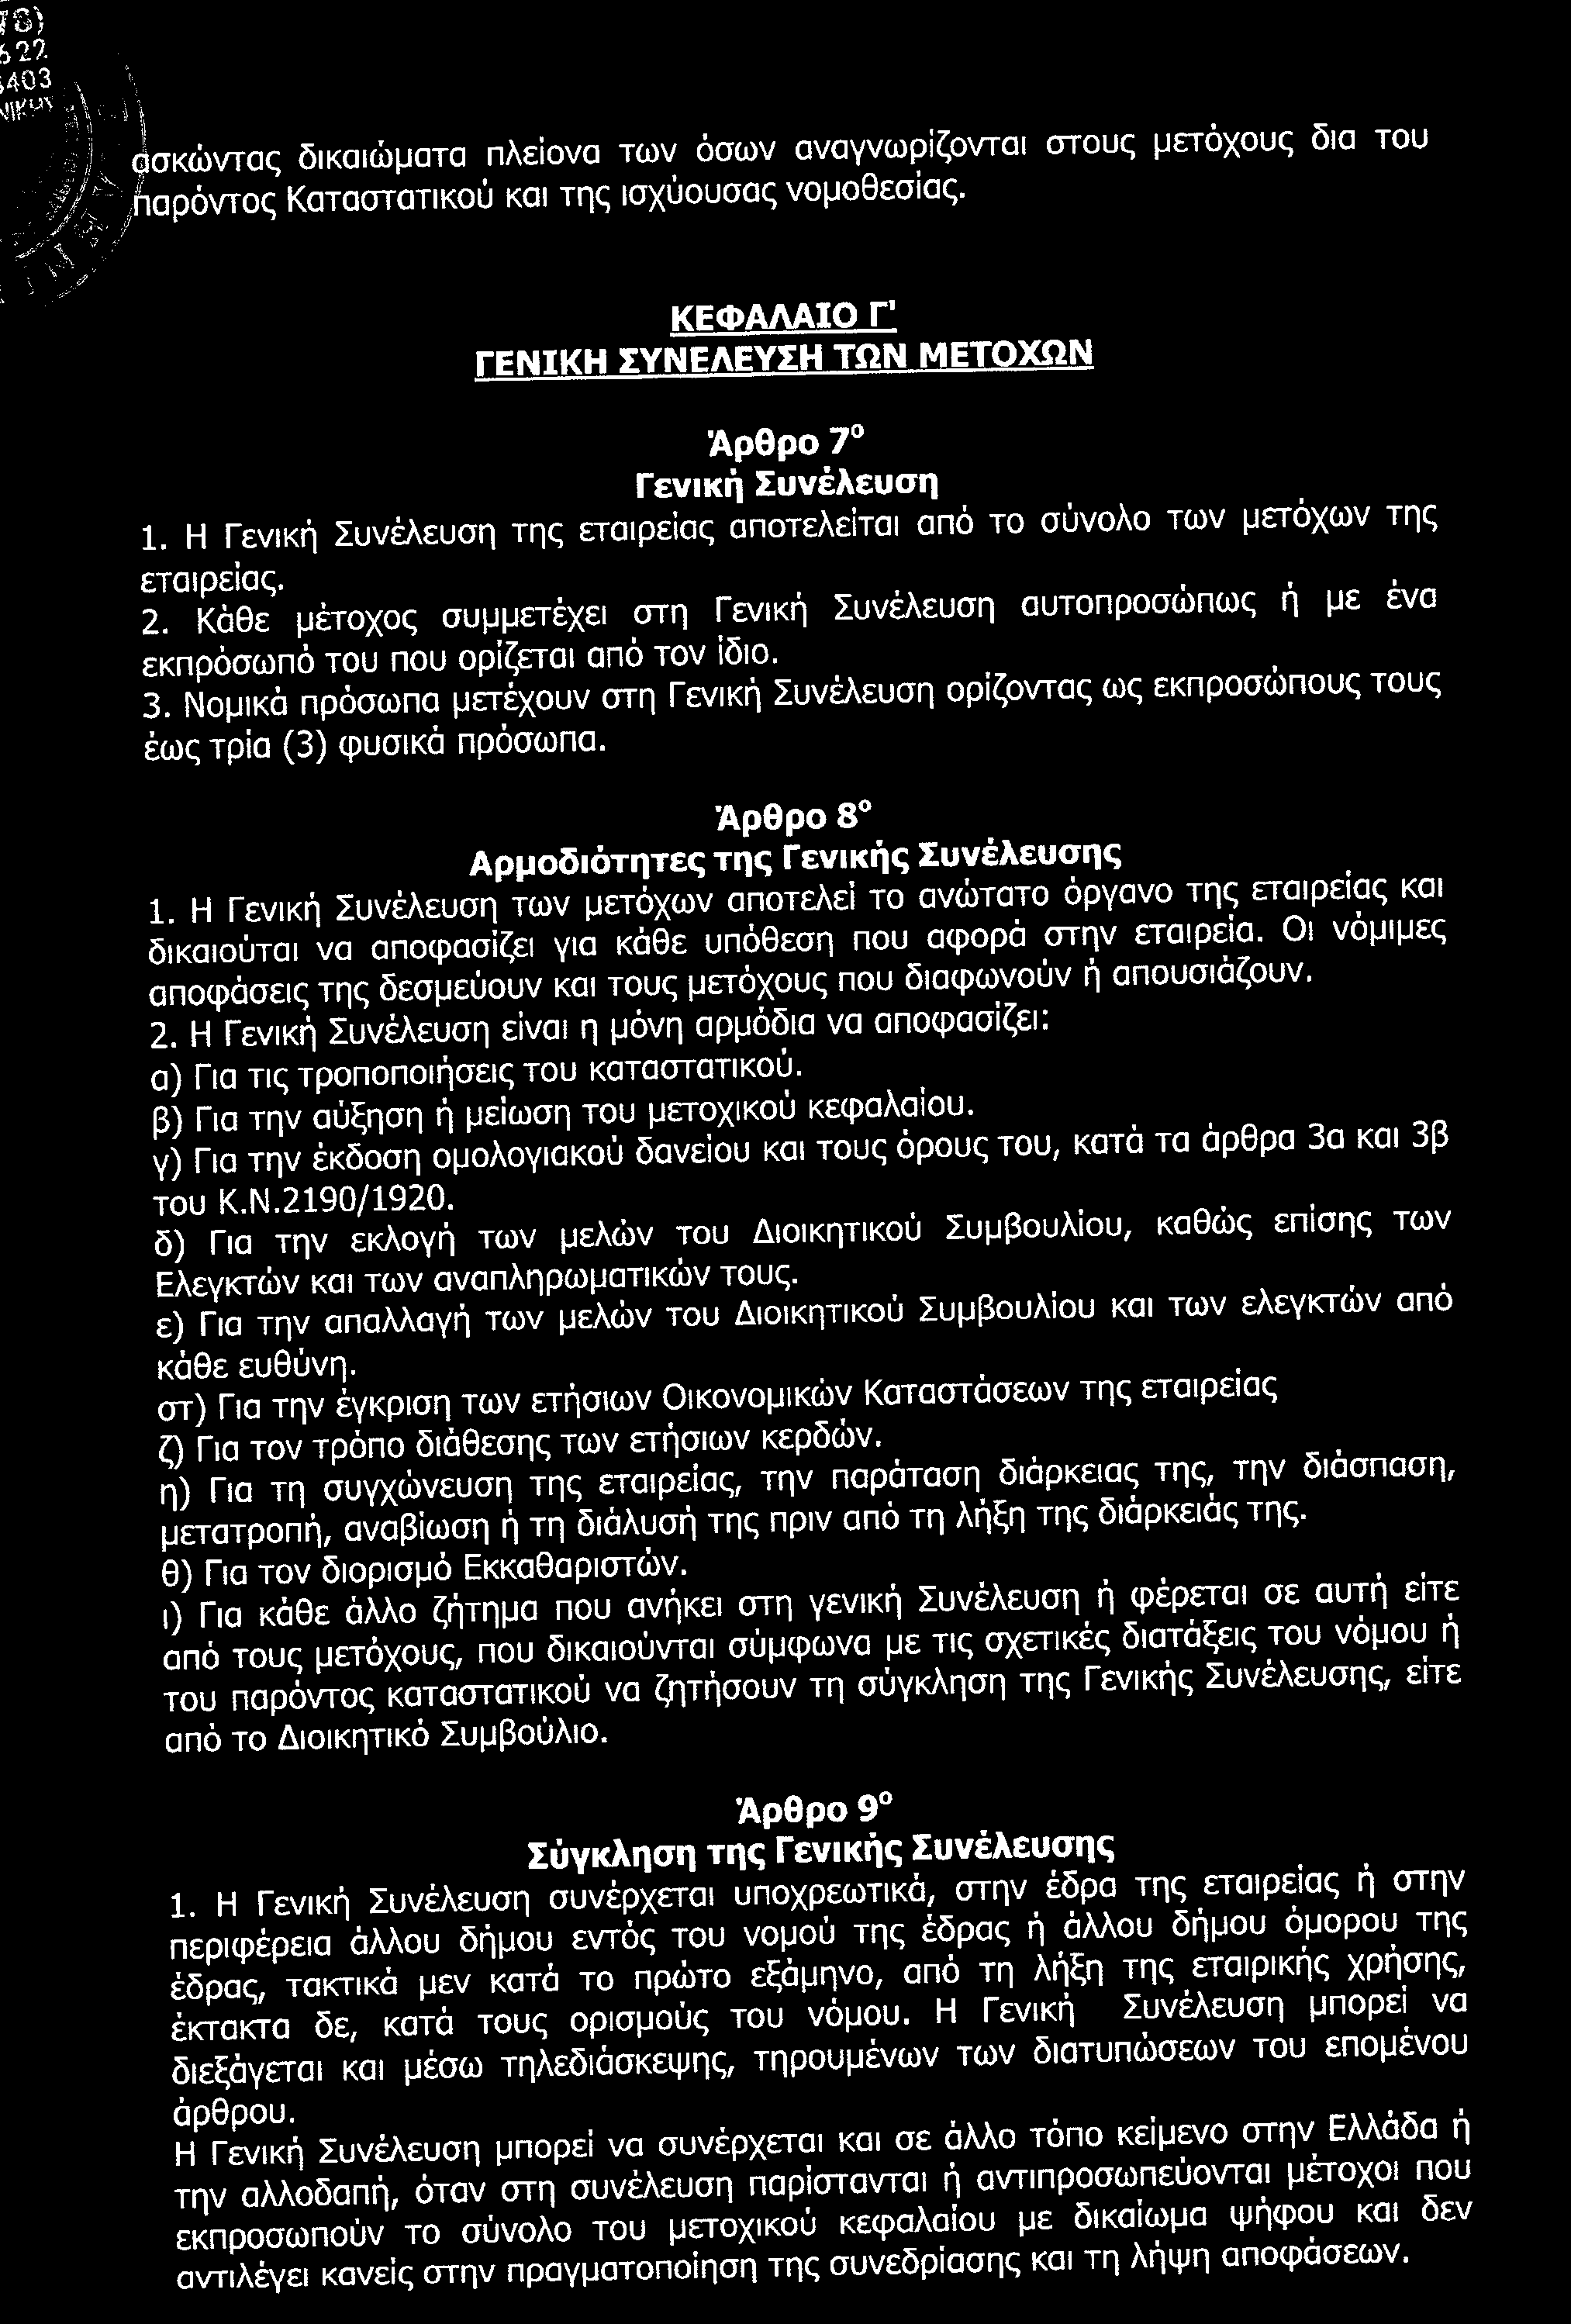 78)
622
3403
ασκώντας δικαιώματα πλείονα των όσων αναγνωρίζονται στους μετόχους δια του
παρόντος Καταστατικού και της ισχύουσας νομοθεσίας.
ΚΕΦΑΛΑΙΟ Γ'
ΓΕΝΙΚΗ ΣΥΝΕΛΕΥΣΗ ΤΩΝ ΜΕΤΟΧΩΝ
Άρθρο 7º
Γενική Συνέλευση
1. Η Γενική Συνέλευση της εταιρείας αποτελείται από το σύνολο των μετόχων της
εταιρείας.
2. Κάθε μέτοχος συμμετέχει στη Γενική Συνέλευση αυτοπροσώπως ή με ένα
εκπρόσωπό του που ορίζεται από τον ίδιο.
3. Νομικά πρόσωπα μετέχουν στη Γενική Συνέλευση ορίζοντας ως εκπροσώπους τους
έως τρία (3) φυσικά πρόσωπα.
Άρθρο 8º
Αρμοδιότητες της Γενικής Συνέλευσης
1. Η Γενική Συνέλευση των μετόχων αποτελεί το ανώτατο όργανο της εταιρείας και
δικαιούται να αποφασίζει για κάθε υπόθεση που αφορά στην εταιρεία. Οι νόμιμες
αποφάσεις της δεσμεύουν και τους μετόχους που διαφωνούν ή απουσιάζουν.
2. Η Γενική Συνέλευση είναι η μόνη αρμόδια να αποφασίζει:
α) Για τις τροποποιήσεις του καταστατικού.
β) Για την αύξηση ή μείωση του μετοχικού κεφαλαίου.
γ) Για την έκδοση ομολογιακού δανείου και τους όρους του, κατά τα άρθρα 3α και 3β
του Κ.Ν.2190/1920.
δ) Για την εκλογή των μελών του Διοικητικού Συμβουλίου, καθώς επίσης των
Ελεγκτών και των αναπληρωματικών τους.
ε) Για την απαλλαγή των μελών του Διοικητικού Συμβουλίου και των ελεγκτών από
κάθε ευθύνη.
στ) Για την έγκριση των ετήσιων Οικονομικών Καταστάσεων της εταιρείας
ζ) Για τον τρόπο διάθεσης των ετήσιων κερδών.
η) Για τη συγχώνευση της εταιρείας, την παράταση διάρκειας της, την διάσπαση,
μετατροπή, αναβίωση ή τη διάλυσή της πριν από τη λήξη της διάρκειάς της.
θ) Για τον διορισμό Εκκαθαριστών.
ι) Για κάθε άλλο ζήτημα που ανήκει στη γενική Συνέλευση ή φέρεται σε αυτή είτε
από τους μετόχους, που δικαιούνται σύμφωνα με τις σχετικές διατάξεις του νόμου ή
του παρόντος καταστατικού να ζητήσουν τη σύγκληση της Γενικής Συνέλευσης, είτε
από το Διοικητικό Συμβούλιο.
Άρθρο 9º
Σύγκληση της Γενικής Συνέλευσης
1. Η Γενική Συνέλευση συνέρχεται υποχρεωτικά, στην έδρα της εταιρείας ή στην
περιφέρεια άλλου δήμου εντός του νομού της έδρας ή άλλου δήμου όμορου της
έδρας, τακτικά μεν κατά το πρώτο εξάμηνο, από τη λήξη της εταιρικής χρήσης,
έκτακτα δε, κατά τους ορισμούς του νόμου. Η Γενική Συνέλευση μπορεί να
διεξάγεται και μέσω τηλεδιάσκεψης, τηρουμένων των διατυπώσεων του επομένου
άρθρου.
Η Γενική Συνέλευση μπορεί να συνέρχεται και σε άλλο τόπο κείμενο στην Ελλάδα ή
την αλλοδαπή, όταν στη συνέλευση παρίστανται ή αντιπροσωπεύονται μέτοχοι που
εκπροσωπούν το σύνολο του μετοχικού κεφαλαίου με δικαίωμα ψήφου και δεν
αντιλέγει κανείς στην πραγματοποίηση της συνεδρίασης και τη λήψη αποφάσεων.